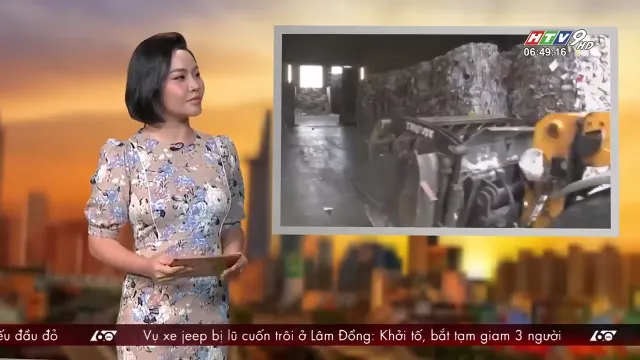 HTV9 HD
06:49:16
ếu đầu đỏ 60 Vụ xe jeep bị lũ cuốn trôi ở Lâm Đồng: Khởi tố, bắt tạm giam 3 người 60